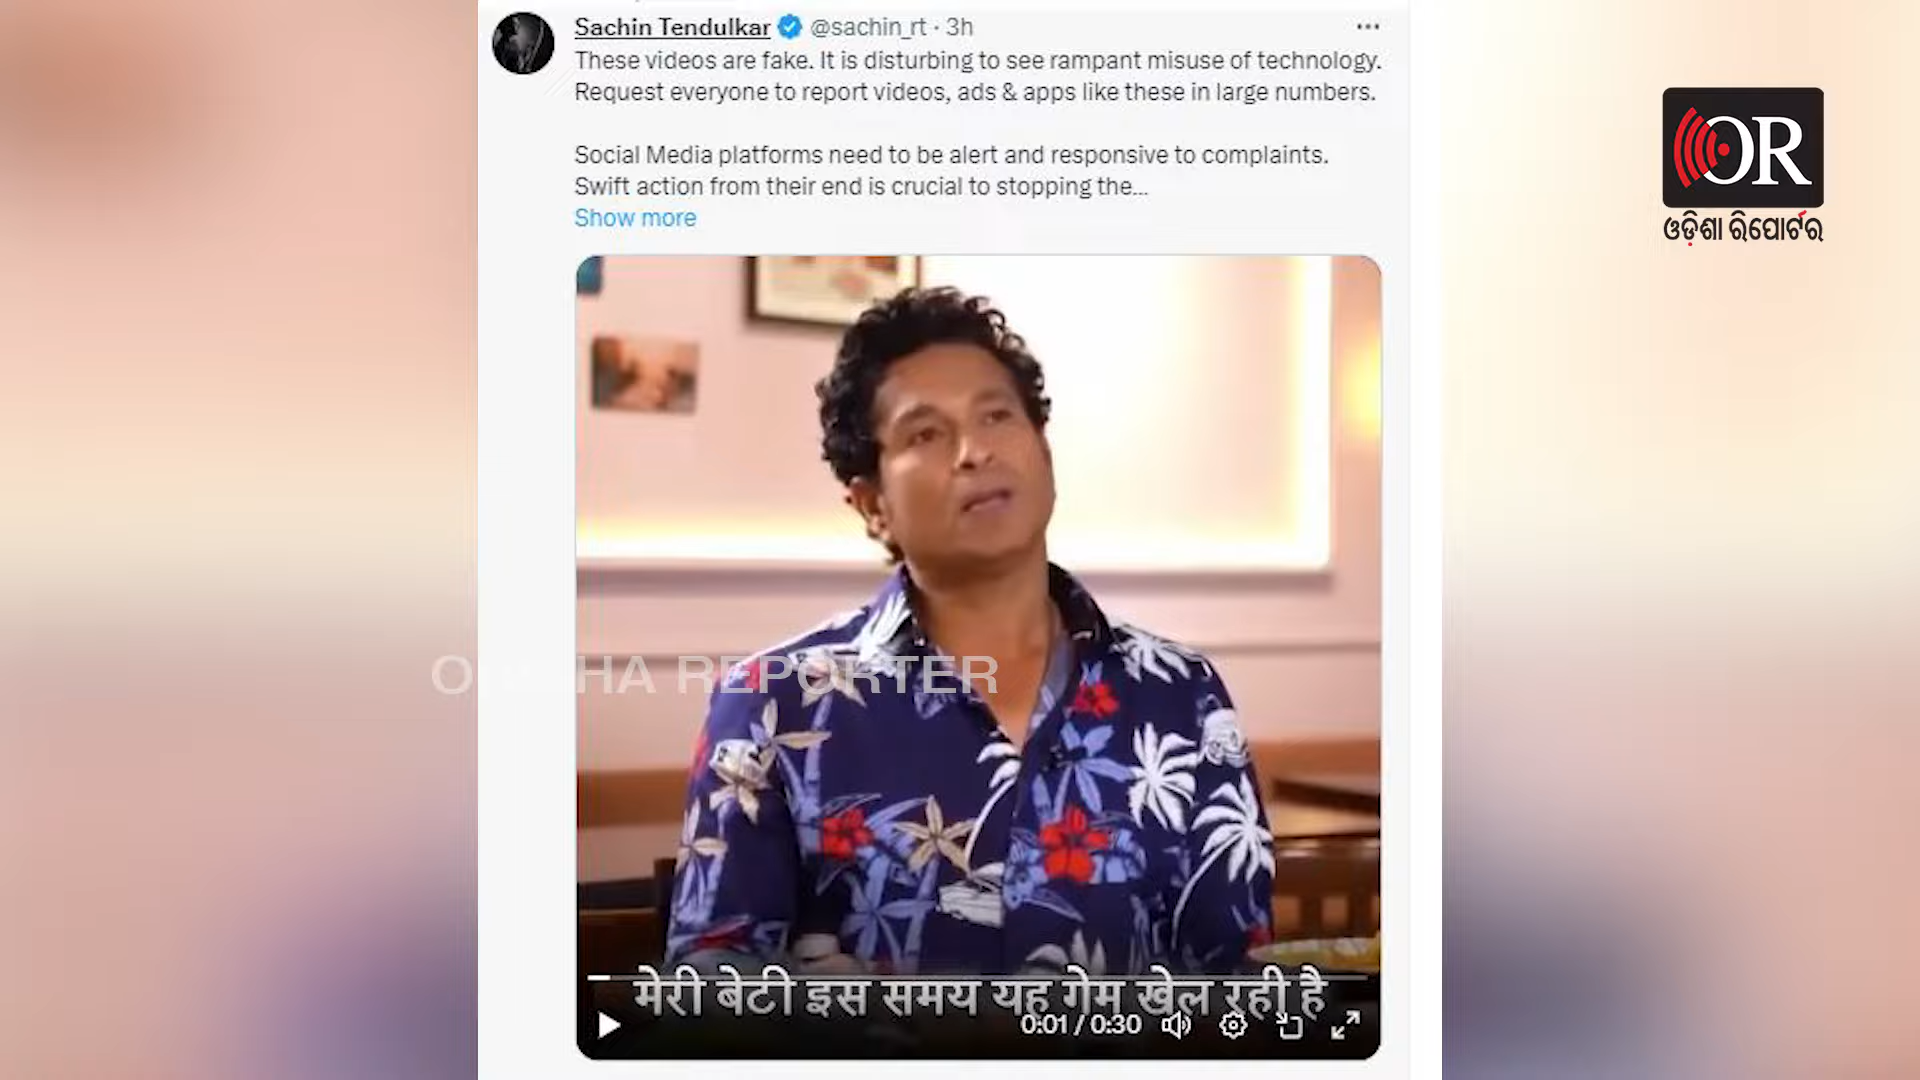 Sachin Tendulkar @sachin_rt · 3h
These videos are fake. It is disturbing to see rampant misuse of technology.
Request everyone to report videos, ads & apps like these in large numbers.
Social Media platforms need to be alert and responsive to complaints.
Swift action from their end is crucial to stopping the...
Show more
OR
ଓଡ଼ିଶା ରିପୋର୍ଟର
REPORTER
मेरी बेटी इस समय यह गेम खेल रही है
0:01 / 0:30